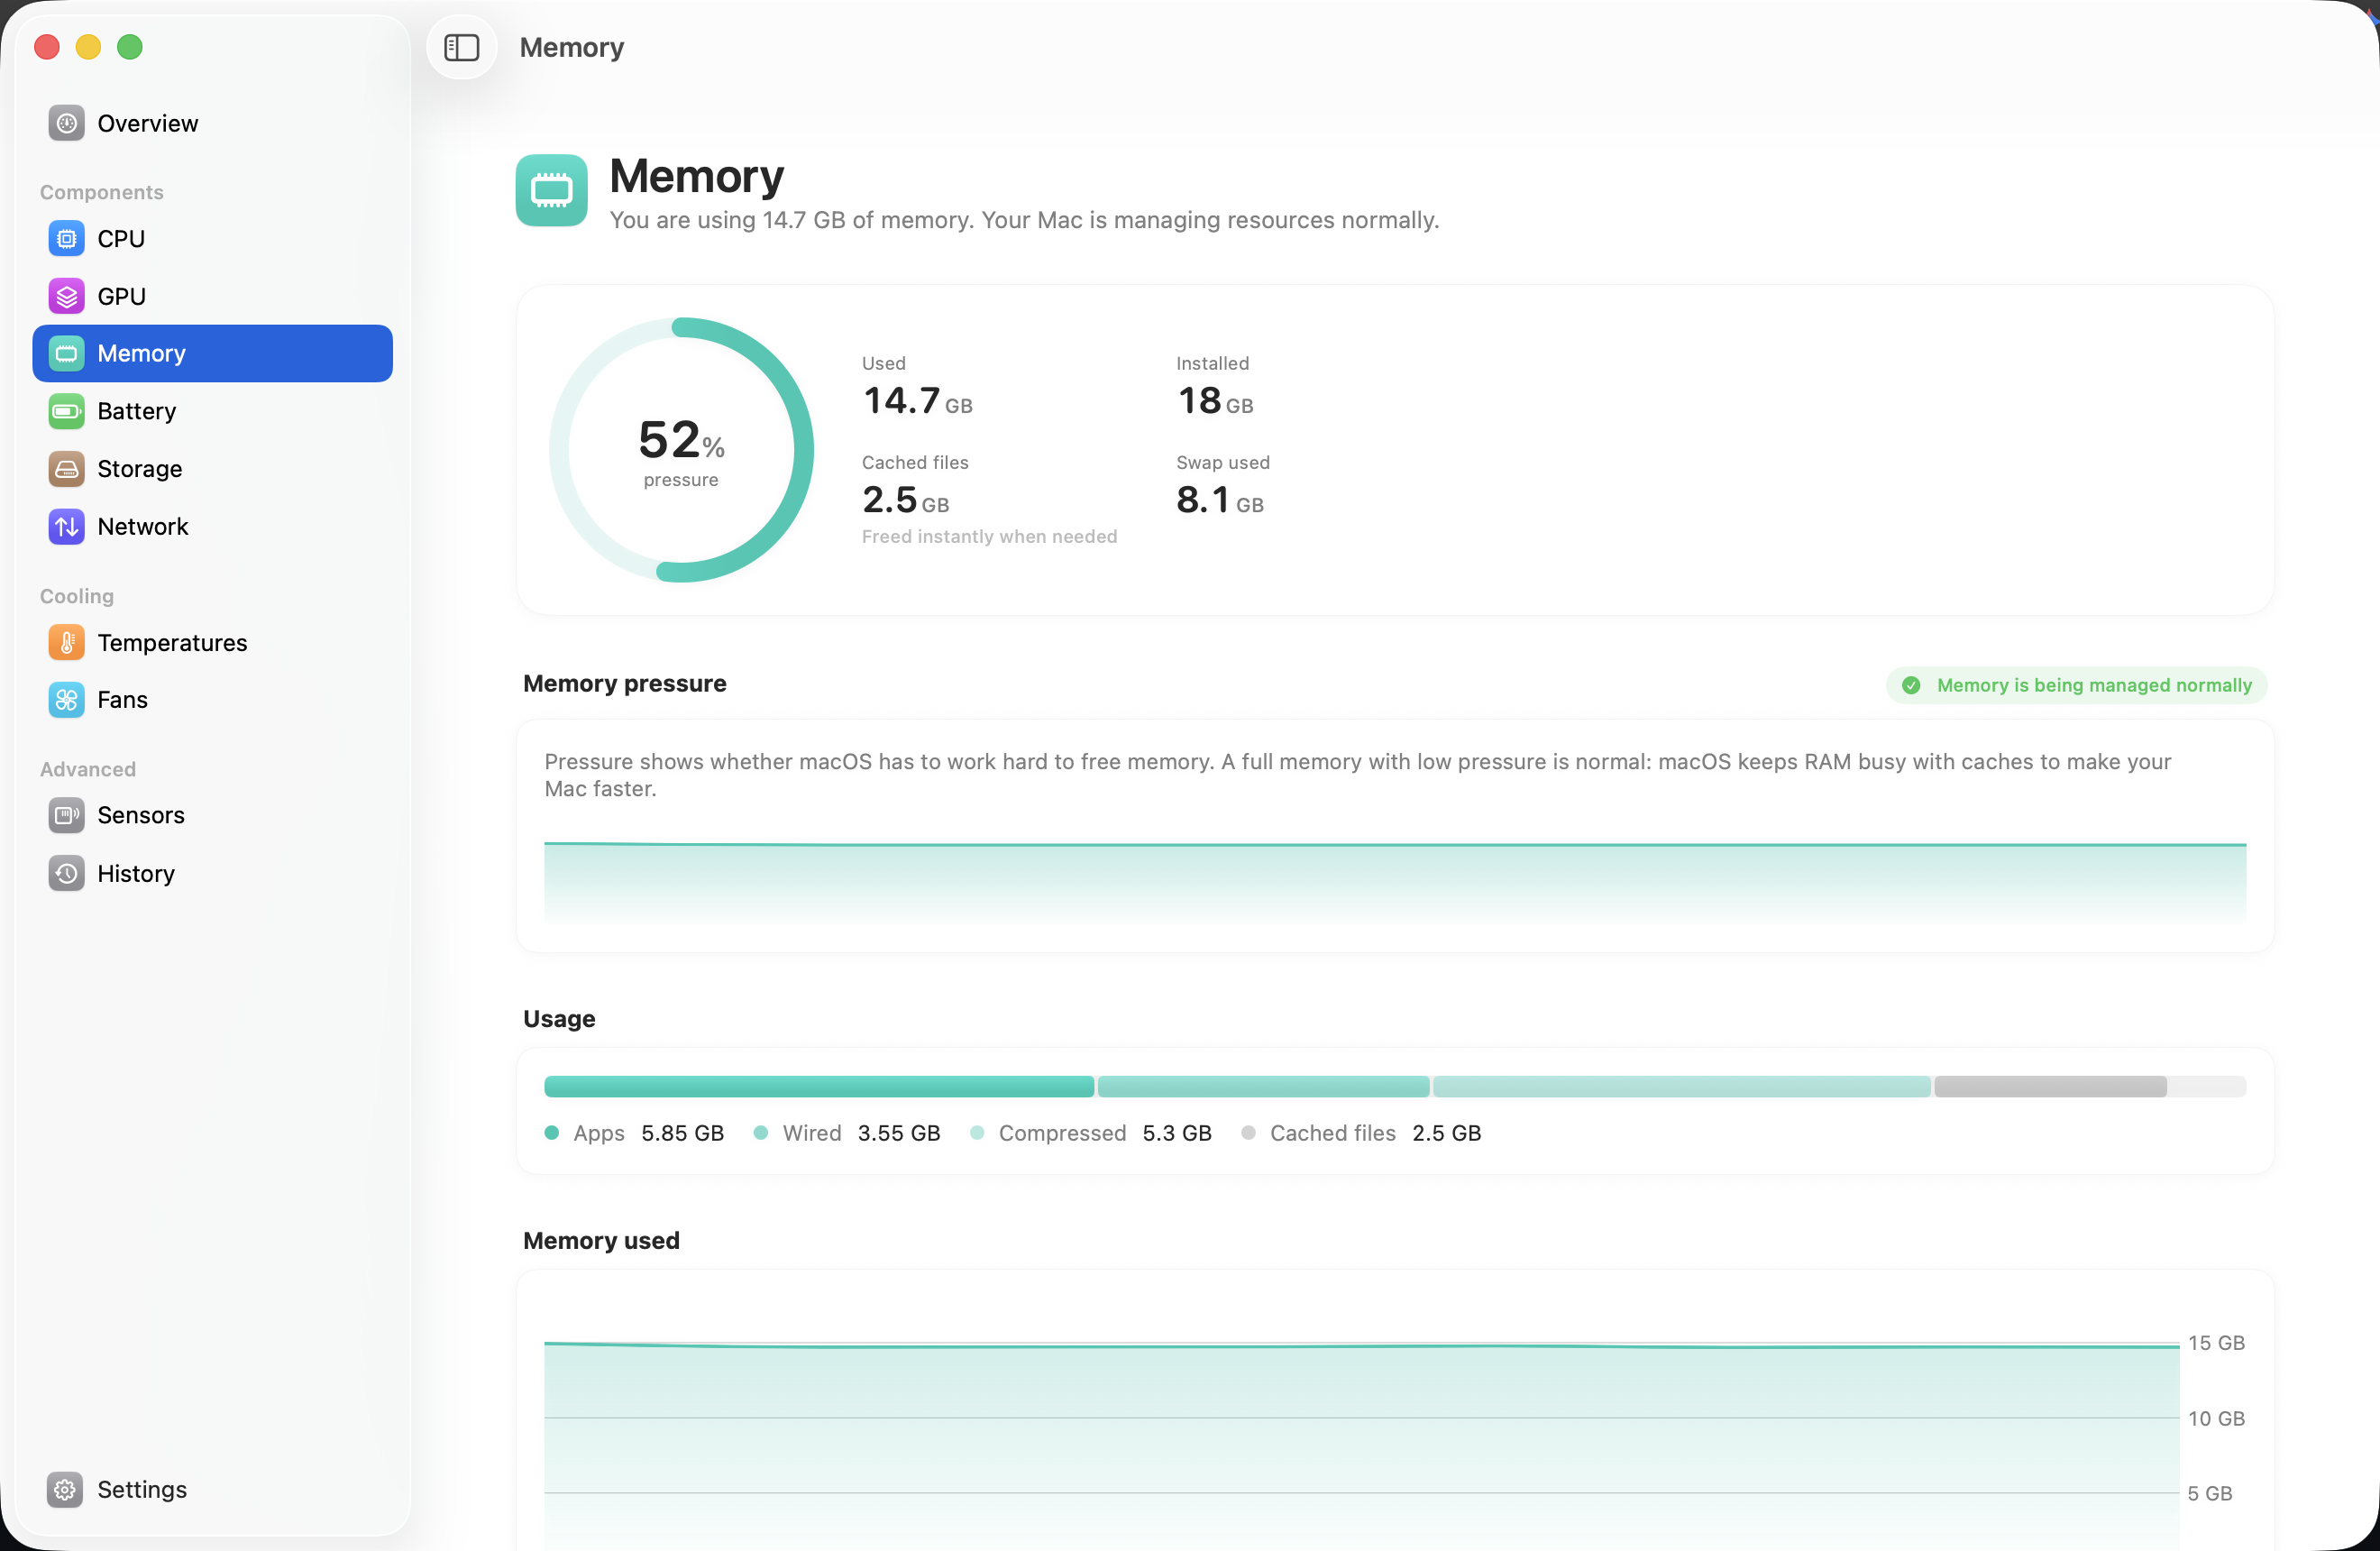 Memory
Overview
Components
CPU
GPU
Memory
Battery
Storage
Network
Cooling
Temperatures
Fans
Advanced
Sensors
History
Settings
Memory
You are using 14.7 GB of memory. Your Mac is managing resources normally.
52%
pressure
Used
14.7 GB
Installed
18 GB
Cached files
2.5 GB
Freed instantly when needed
Swap used
8.1 GB
Memory pressure
Memory is being managed normally
Pressure shows whether macOS has to work hard to free memory. A full memory with low pressure is normal: macOS keeps RAM busy with caches to make your
Mac faster.
Usage
Apps 5.85 GB Wired 3.55 GB Compressed 5.3 GB Cached files 2.5 GB
Memory used
15 GB
10 GB
5 GB